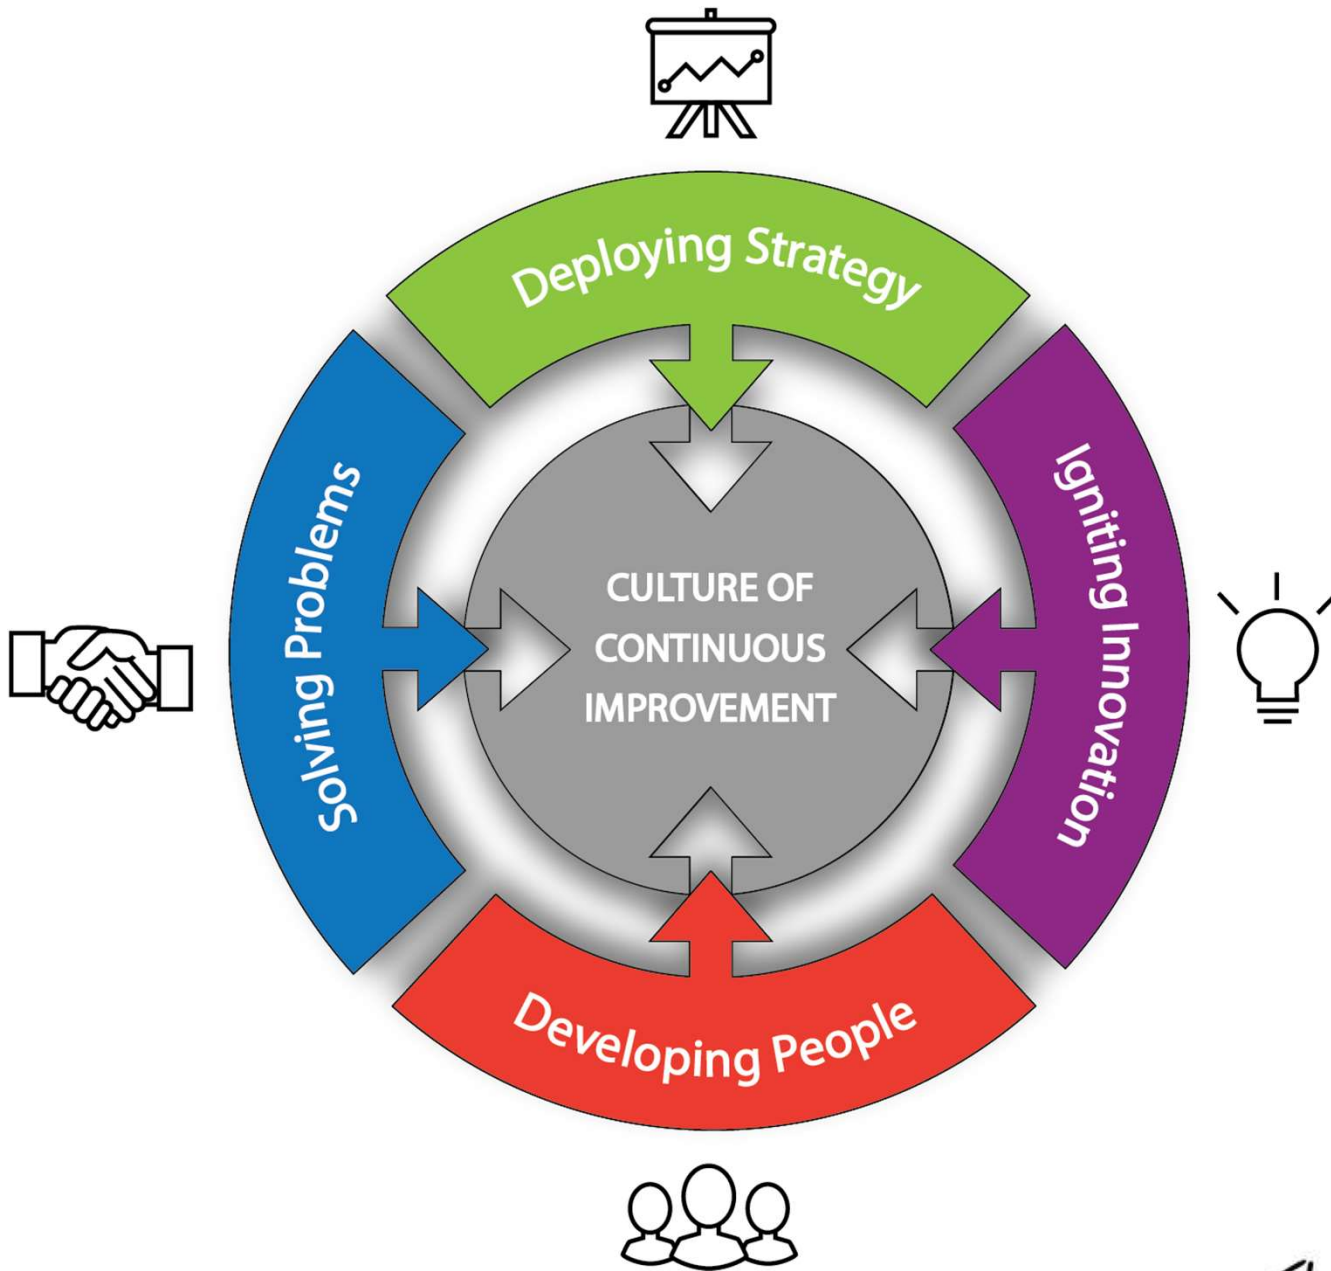 Deploying Strategy
Solving Problems
Igniting Innovation
CULTURE OF
CONTINUOUS
IMPROVEMENT
Developing People